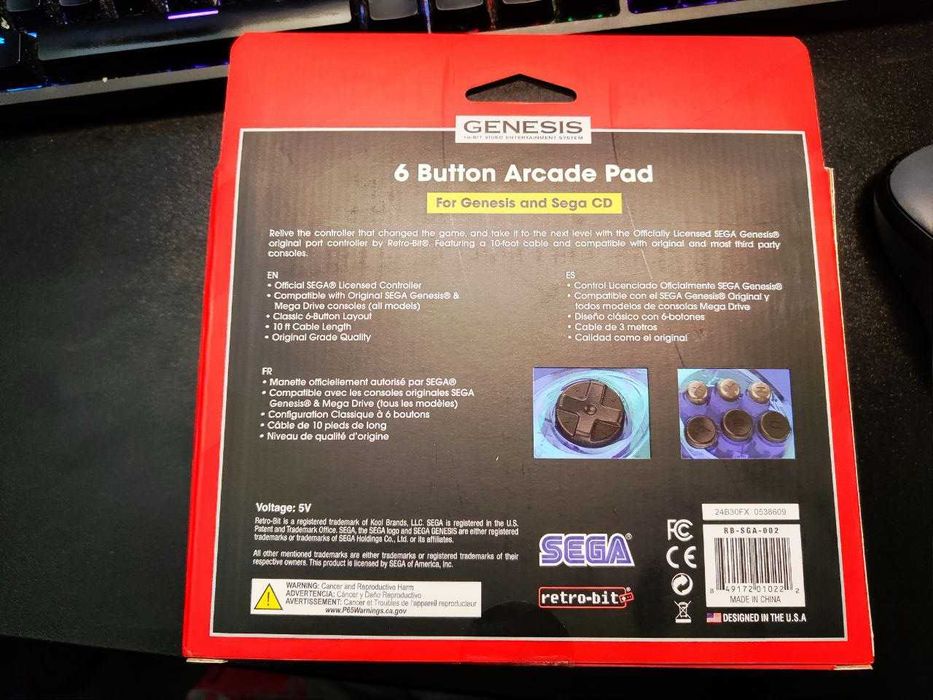 GENESIS
16-BIT VIDEO ENTERTAINMENT SYSTEM
6 Button Arcade Pad
For Genesis and Sega CD
Relive the controller that changed the game, and take it to the next level with the Officially Licensed SEGA Genesis®
original port controller by Retro-Bit®. Featuring a 10-foot cable and compatible with original and most third party
consoles.
EN
• Official SEGA® Licensed Controller
• Compatible with Original SEGA Genesis® &
Mega Drive consoles (all models)
• Classic 6-Button Layout
• 10 ft Cable Length
• Original Grade Quality
ES
• Control Licenciado Oficialmente SEGA Genesis®
• Compatible con el SEGA Genesis® Original y
todos modelos de consolas Mega Drive
• Diseño clásico con 6-botones
• Cable de 3 metros
• Calidad como el original
FR
• Manette officiellement autorisé par SEGA®
• Compatible avec les consoles originales SEGA
Genesis® & Mega Drive (tous les modèles)
• Configuration Classique à 6 boutons
• Câble de 10 pieds de long
• Niveau de qualité d'origine
X Y Z
A B C
Voltage: 5V
Retro-Bit is a registered trademark of Kool Brands, LLC. SEGA is registered in the U.S.
Patent and Trademark Office. SEGA, the SEGA logo and SEGA GENESIS are either registered
trademarks or trademarks of SEGA Holdings Co., Ltd. or its affiliates.
All other mentioned trademarks are either trademarks or registered trademarks of their
respective owners. This product is licensed by SEGA of America, Inc.
WARNING: Cancer and Reproductive Harm
ADVERTENCIA: Cáncer y Daño Reproductivo
AVERTISSEMENT: Cancer et Troubles de l'appareil reproducteur
www.P65Warnings.ca.gov
SEGA®
retro-bit®
FC
CE
24B30FX 0538609
RB-SGA-002
8 49172 01022 2
MADE IN CHINA
DESIGNED IN THE U.S.A